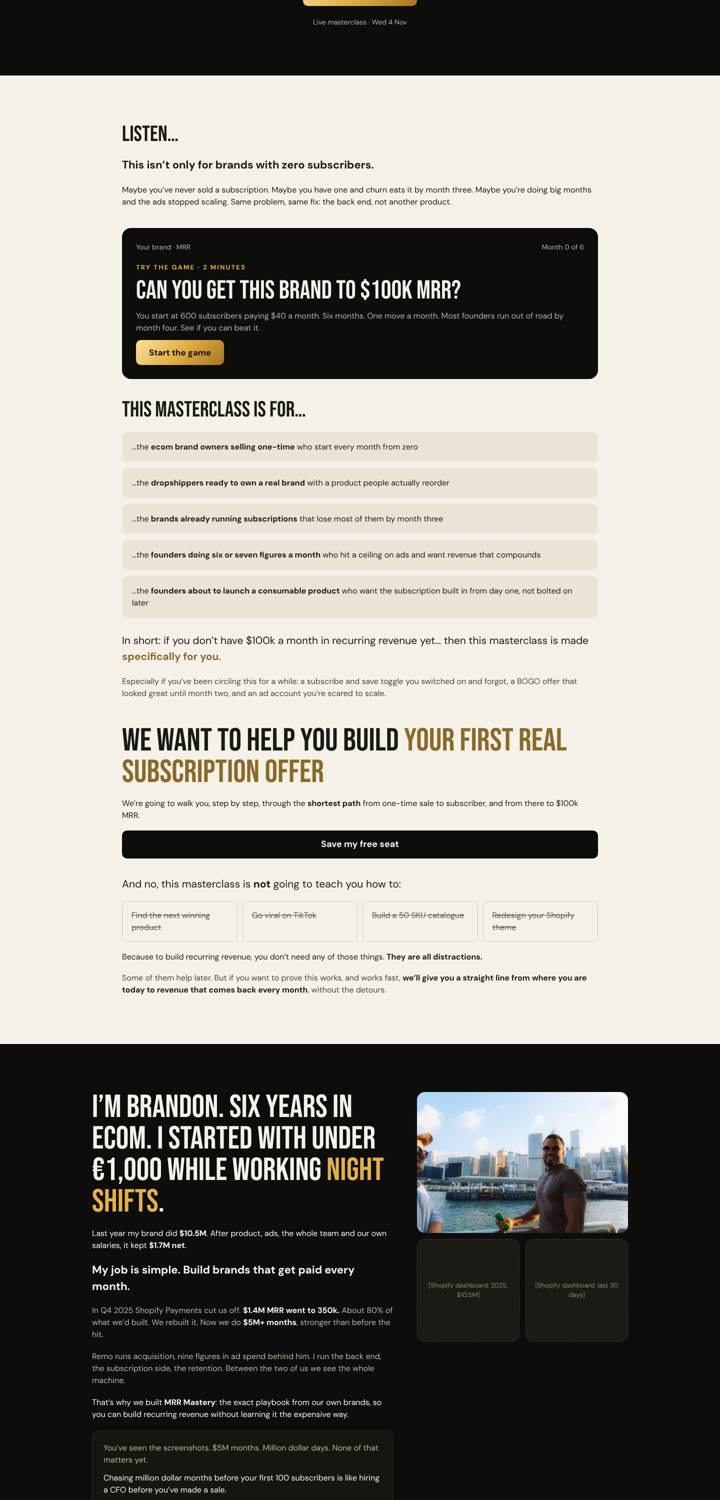 Live masterclass · Wed 4 Nov
LISTEN...
This isn't only for brands with zero subscribers.
Maybe you've never sold a subscription. Maybe you have one and churn eats it by month three. Maybe you're doing big months
and the ads stopped scaling. Same problem, same fix: the back end, not another product.
Your brand · MRR
Month 0 of 6
TRY THE GAME · 2 MINUTES
CAN YOU GET THIS BRAND TO $100K MRR?
You start at 600 subscribers paying $40 a month. Six months. One move a month. Most founders run out of road by
month four. See if you can beat it.
Start the game
THIS MASTERCLASS IS FOR...
...the ecom brand owners selling one-time who start every month from zero
...the dropshippers ready to own a real brand with a product people actually reorder
...the brands already running subscriptions that lose most of them by month three
...the founders doing six or seven figures a month who hit a ceiling on ads and want revenue that compounds
...the founders about to launch a consumable product who want the subscription built in from day one, not bolted on
later
In short: if you don't have $100k a month in recurring revenue yet... then this masterclass is made
specifically for you.
Especially if you've been circling this for a while: a subscribe and save toggle you switched on and forgot, a BOGO offer that
looked great until month two, and an ad account you're scared to scale.
WE WANT TO HELP YOU BUILD YOUR FIRST REAL
SUBSCRIPTION OFFER
We're going to walk you, step by step, through the shortest path from one-time sale to subscriber, and from there to $100k
MRR.
Save my free seat
And no, this masterclass is not going to teach you how to:
Find the next winning
product
Go viral on TikTok
Build a 50 SKU catalogue
Redesign your Shopify
theme
Because to build recurring revenue, you don't need any of those things. They are all distractions.
Some of them help later. But if you want to prove this works, and works fast, we'll give you a straight line from where you are
today to revenue that comes back every month, without the detours.
I'M BRANDON. SIX YEARS IN
ECOM. I STARTED WITH UNDER
€1,000 WHILE WORKING NIGHT
SHIFTS.
Last year my brand did $10.5M. After product, ads, the whole team and our own
salaries, it kept $1.7M net.
My job is simple. Build brands that get paid every
month.
In Q4 2025 Shopify Payments cut us off. $1.4M MRR went to 350k. About 80% of
what we'd built. We rebuilt it. Now we do $5M+ months, stronger than before the
hit.
Remo runs acquisition, nine figures in ad spend behind him. I run the back end,
the subscription side, the retention. Between the two of us we see the whole
machine.
That's why we built MRR Mastery: the exact playbook from our own brands, so
you can build recurring revenue without learning it the expensive way.
You've seen the screenshots. $5M months. Million dollar days. None of that
matters yet.
Chasing million dollar months before your first 100 subscribers is like hiring
a CFO before you've made a sale.
[Shopify dashboard: 2025,
$10.5M]
[Shopify dashboard: last 30
days]